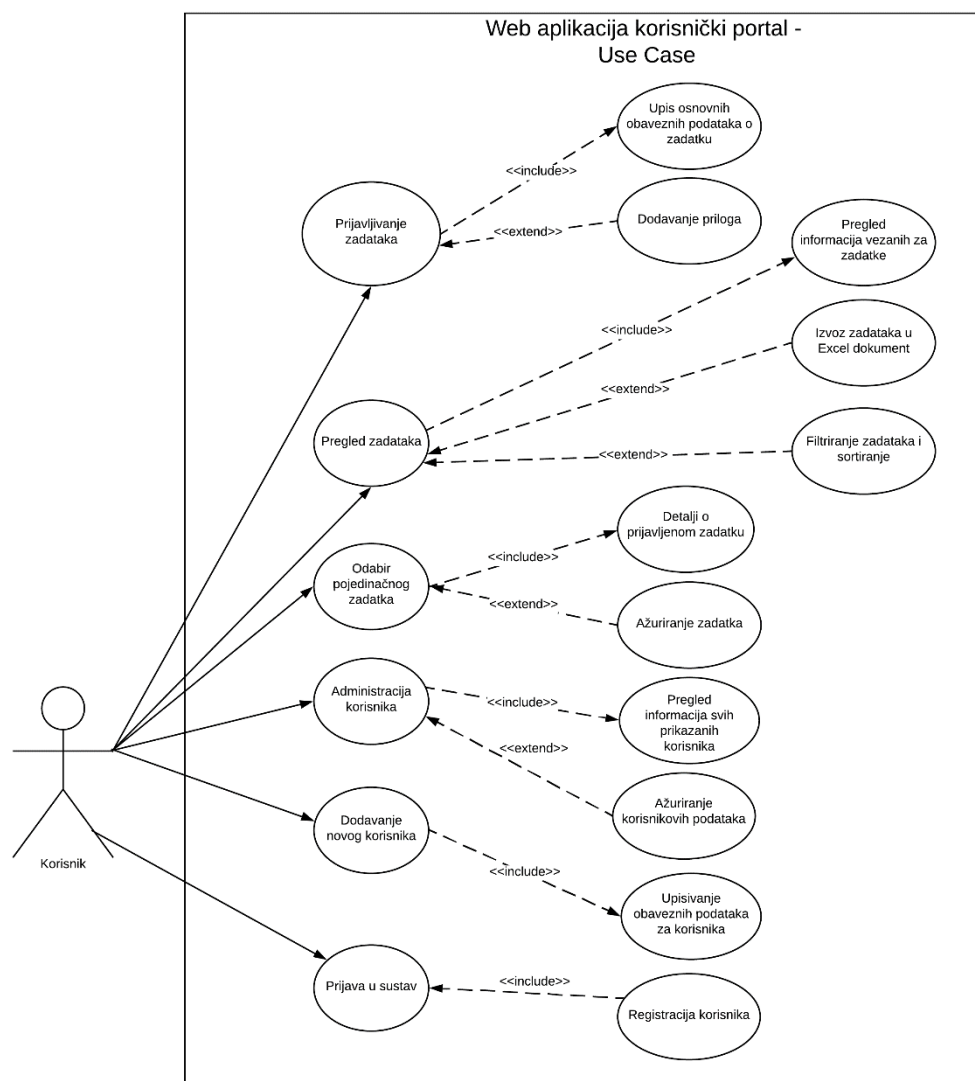 Web aplikacija korisnički portal -
Use Case
Upis osnovnih
obaveznih podataka o
zadatku
<<include>>
Prijavljivanje
zadataka
<<extend>>
Dodavanje priloga
Pregled
informacija vezanih za
zadatke
<<include>>
Izvoz zadataka u
Excel dokument
<<extend>>
Pregled zadataka
<<extend>>
Filtriranje zadataka i
sortiranje
Detalji o
prijavljenom zadatku
<<include>>
Odabir
pojedinačnog
zadatka
<<extend>>
Ažuriranje zadatka
Administracija
korisnika
<<include>>
Pregled
informacija svih
prikazanih
korisnika
<<extend>>
Ažuriranje
korisnikovih podataka
Dodavanje
novog korisnika
<<include>>
Upisivanje
obaveznih podataka
za korisnika
Korisnik
Prijava u sustav
<<include>>
Registracija korisnika